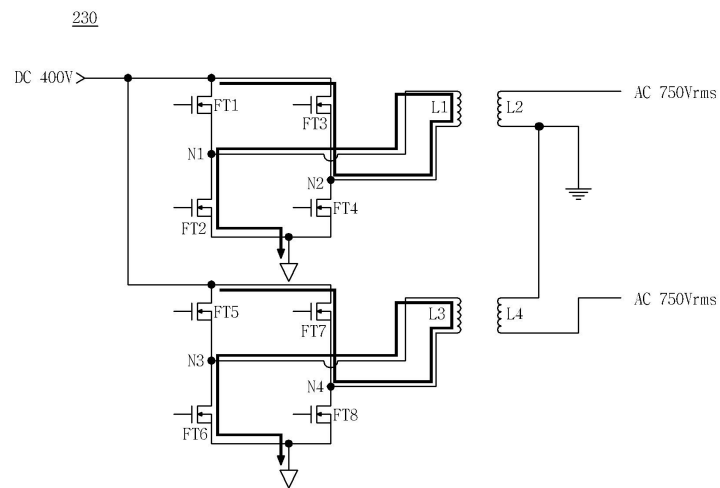 230
DC 400V
FT1
FT3
L1
L2
AC 750Vrms
N1
N2
FT2
FT4
FT5
FT7
L3
L4
AC 750Vrms
N3
N4
FT6
FT8